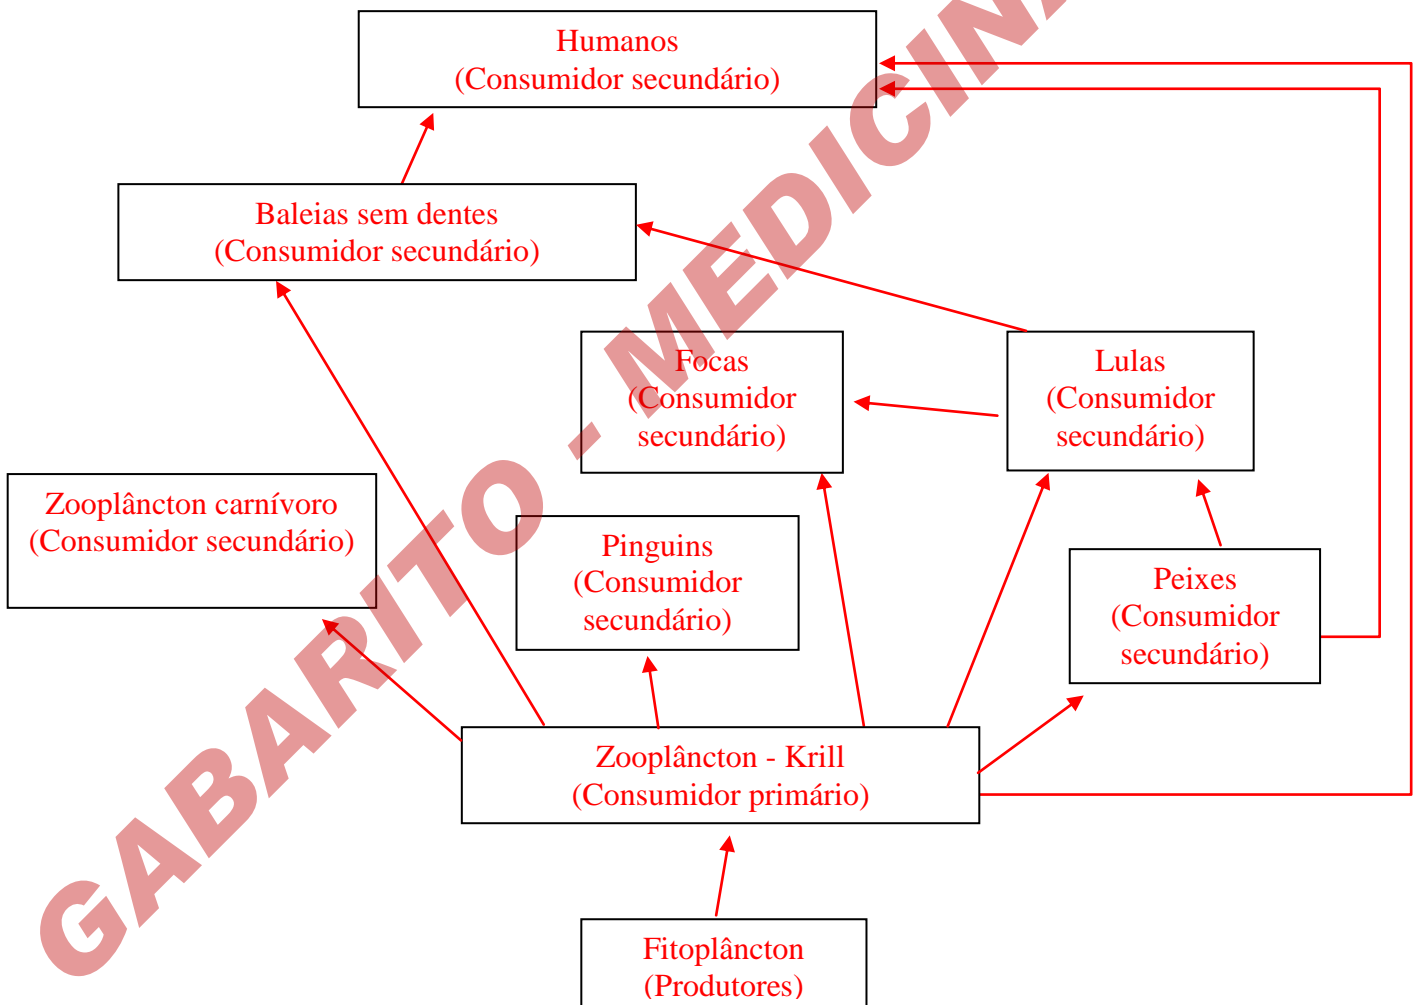 Humanos
(Consumidor secundário)
Baleias sem dentes
(Consumidor secundário)
Focas
(Consumidor
secundário)
Lulas
(Consumidor
secundário)
Zooplâncton carnívoro
(Consumidor secundário)
Pinguins
(Consumidor
secundário)
Peixes
(Consumidor
secundário)
Zooplâncton - Krill
(Consumidor primário)
Fitoplâncton
(Produtores)
GABARITO - MEDICINA